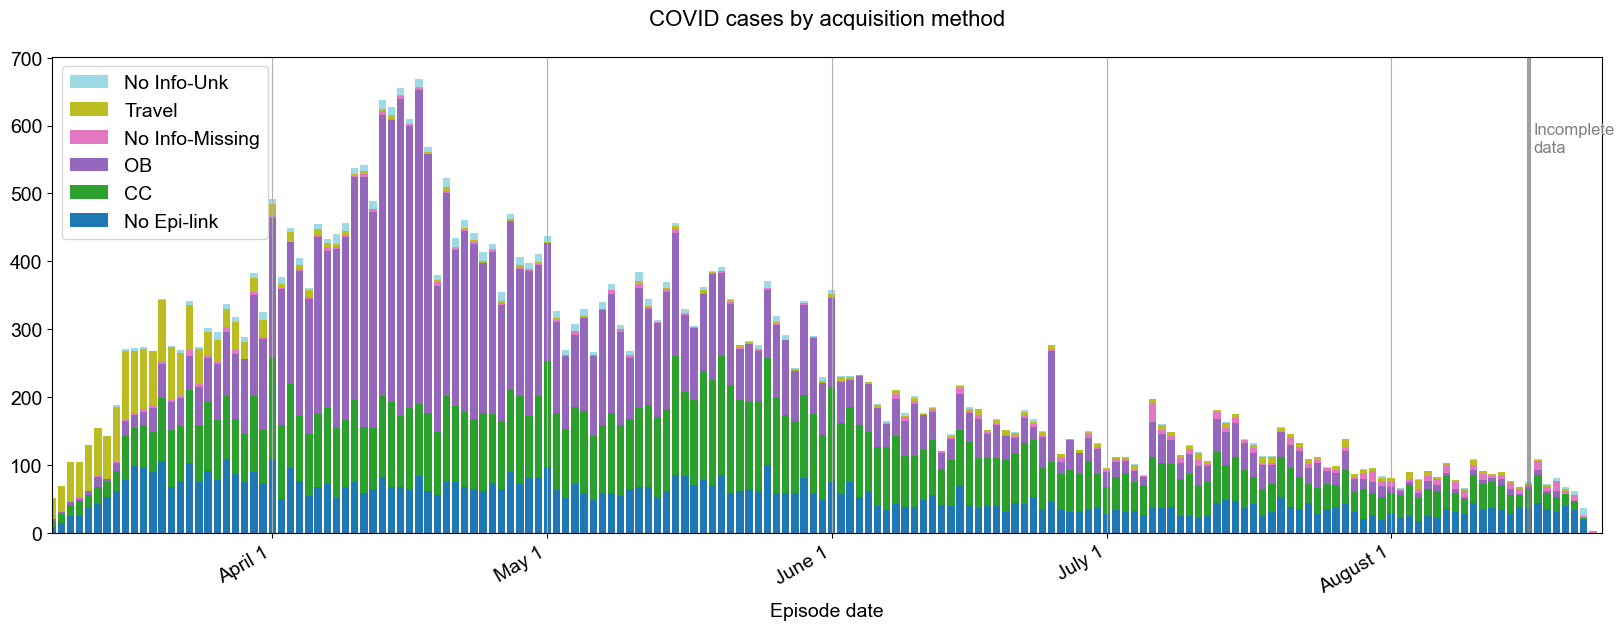 COVID cases by acquisition method
700
600
500
400
300
200
100
0
No Info-Unk
Travel
No Info-Missing
OB
CC
No Epi-link
Incomplete
data
April 1
May 1
June 1
July 1
August 1
Episode date